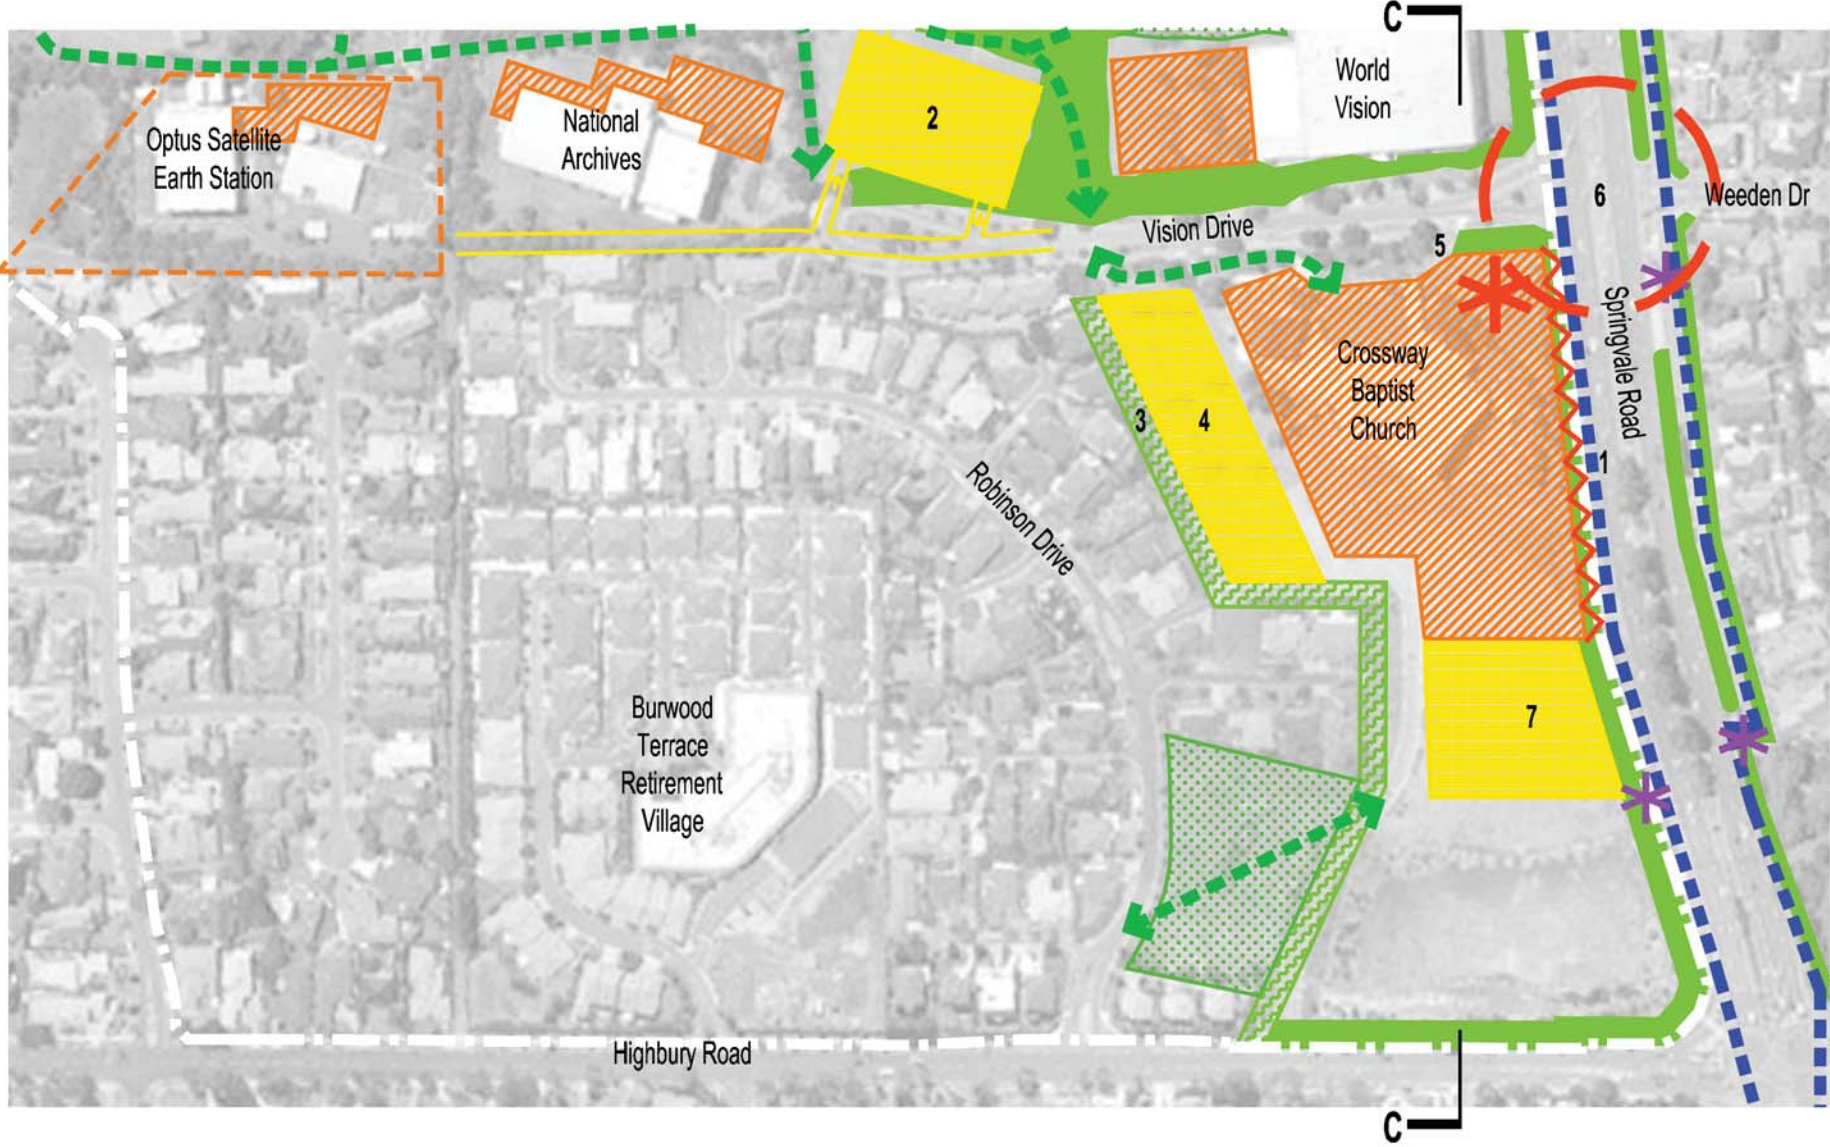 C
World
Vision
2
National
Archives
Optus Satellite
Earth Station
6
Weeden Dr
Vision Drive
5
Springvale Road
Crossway
Baptist
Church
3
4
1
Robinson Drive
Burwood
Terrace
Retirement
Village
7
Highbury Road
C